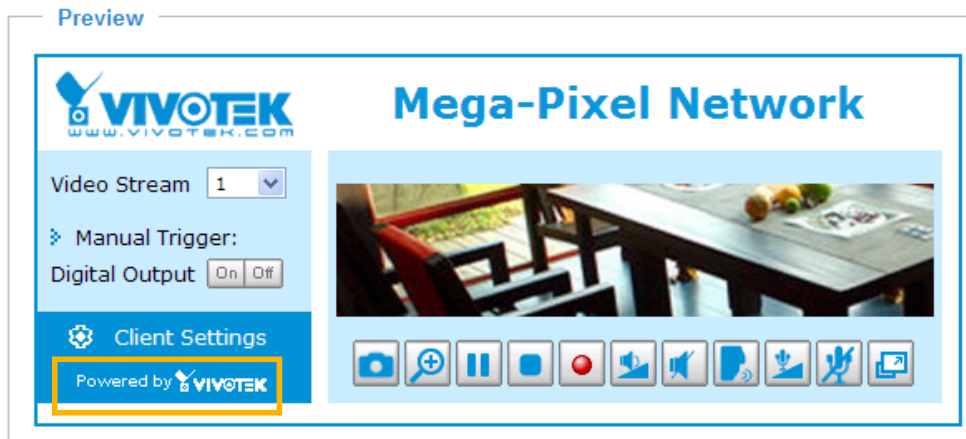 Preview
VIVOTEK
www.vivotek.com
Mega-Pixel Network
Video Stream 1
Manual Trigger:
Digital Output On Off
Client Settings
Powered by VIVOTEK